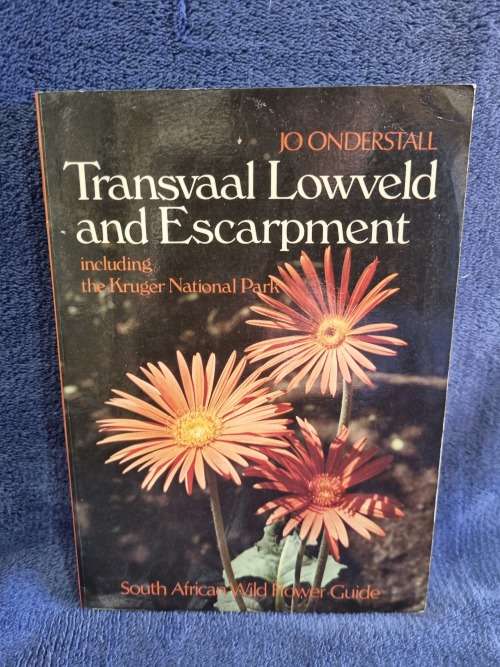 JO ONDERSTALL
Transvaal Lowveld
and Escarpment
including
the Kruger National Park
South African Wild Flower Guide